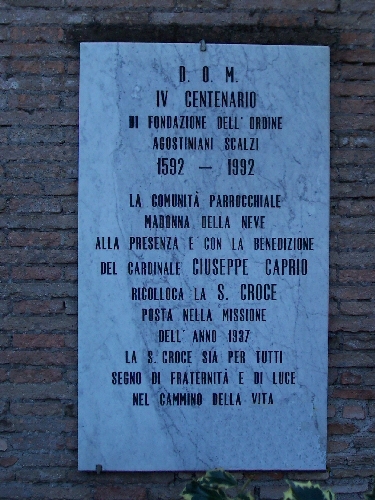 D. O. M.
IV CENTENARIO
DI FONDAZIONE DELL'ORDINE
AGOSTINIANI SCALZI
1592 — 1992
LA COMUNITÀ PARROCCHIALE
MADONNA DELLA NEVE
ALLA PRESENZA E CON LA BENEDIZIONE
DEL CARDINALE GIUSEPPE CAPRIO
RICOLLOCA LA S. CROCE
POSTA NELLA MISSIONE
DELL'ANNO 1937
LA S. CROCE SIA PER TUTTI
SEGNO DI FRATERNITÀ E DI LUCE
NEL CAMMINO DELLA VITA